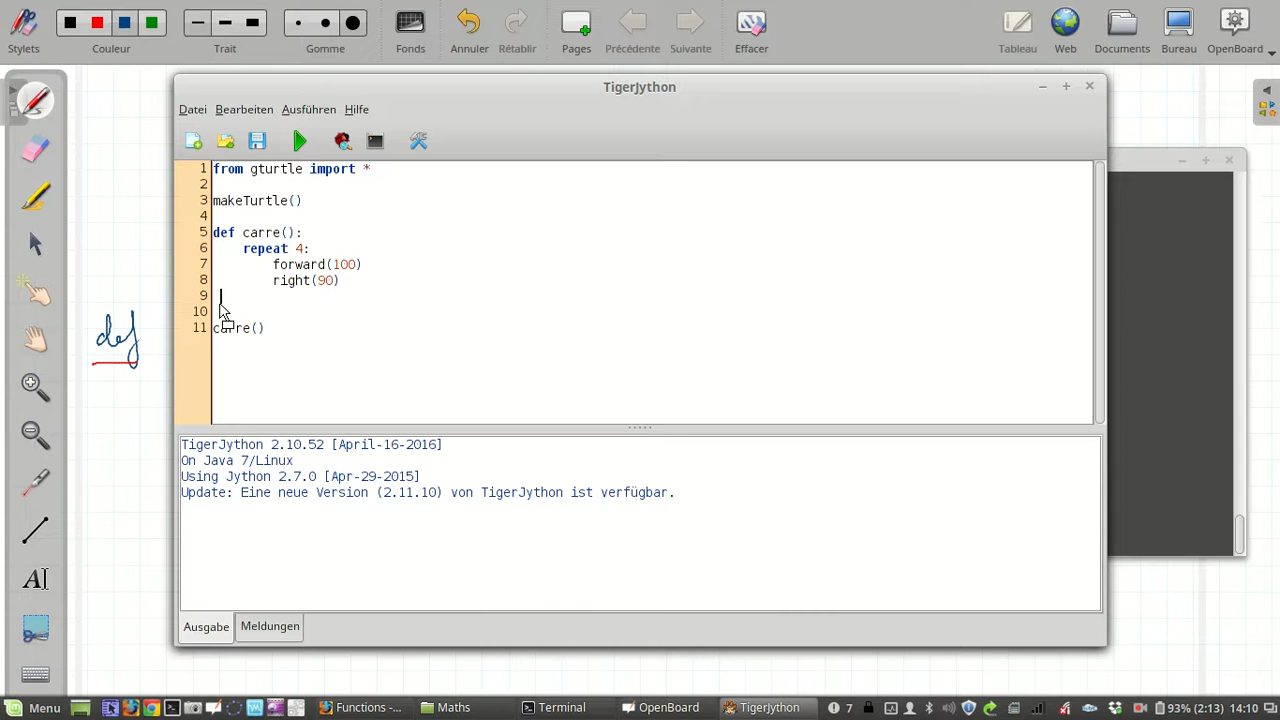 Stylets Couleur Trait Gomme Fonds Annuler Rétablir Pages Précédente Suivante Effacer Tableau Web Documents Bureau OpenBoard
TigerJython
Datei Bearbeiten Ausführen Hilfe
1 from gturtle import *
2
3 makeTurtle()
4
5 def carre():
6 repeat 4:
7 forward(100)
8 right(90)
9
10
11 carre()
def
TigerJython 2.10.52 [April-16-2016]
On Java 7/Linux
Using Jython 2.7.0 [Apr-29-2015]
Update: Eine neue Version (2.11.10) von TigerJython ist verfügbar.
Ausgabe Meldungen
Menu Functions -... Maths Terminal OpenBoard TigerJython 7 93% (2:13) 14:10